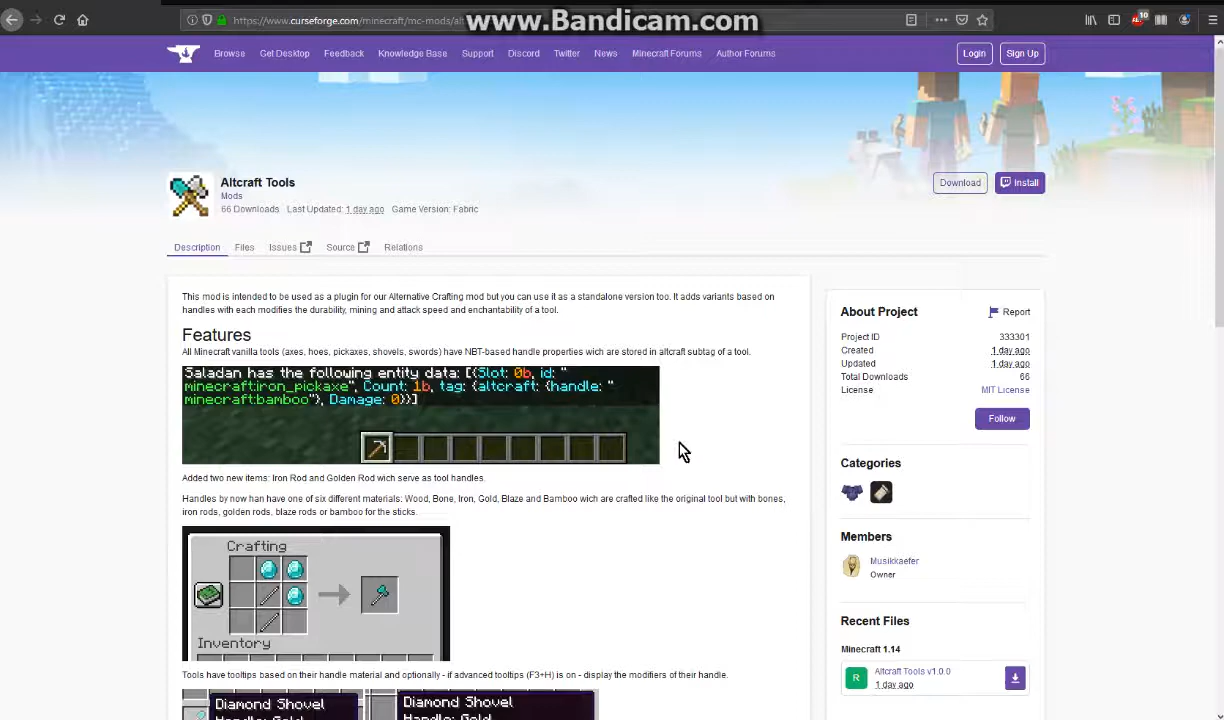 https://www.curseforge.com/minecraft/mc-mods/alt
www.Bandicam.com
10
Browse Get Desktop Feedback Knowledge Base Support Discord Twitter News Minecraft Forums Author Forums
Login Sign Up
Altcraft Tools
Mods
66 Downloads Last Updated: 1 day ago Game Version: Fabric
Download Install
Description Files Issues Source Relations
This mod is intended to be used as a plugin for our Alternative Crafting mod but you can use it as a standalone version too. It adds variants based on
handles with each modifies the durability, mining and attack speed and enchantability of a tool.
Features
All Minecraft vanilla tools (axes, hoes, pickaxes, shovels, swords) have NBT-based handle properties wich are stored in altcraft subtag of a tool.
Saladan has the following entity data: [{Slot: 0b, id: "
minecraft:iron_pickaxe", Count: 1b, tag: {altcraft: {handle: "
minecraft:bamboo"}, Damage: 0}}]
Added two new items: Iron Rod and Golden Rod wich serve as tool handles.
Handles by now han have one of six different materials: Wood, Bone, Iron, Gold, Blaze and Bamboo wich are crafted like the original tool but with bones,
iron rods, golden rods, blaze rods or bamboo for the sticks.
Crafting
Inventory
Tools have tooltips based on their handle material and optionally - if advanced tooltips (F3+H) is on - display the modifiers of their handle.
Diamond Shovel
Handle: Gold
Diamond Shovel
Handle: Gold
About Project
Report
Project ID 333301
Created 1 day ago
Updated 1 day ago
Total Downloads 66
License MIT License
Follow
Categories
Members
Musikkaefer
Owner
Recent Files
Minecraft 1.14
R
Altcraft Tools v1.0.0
1 day ago